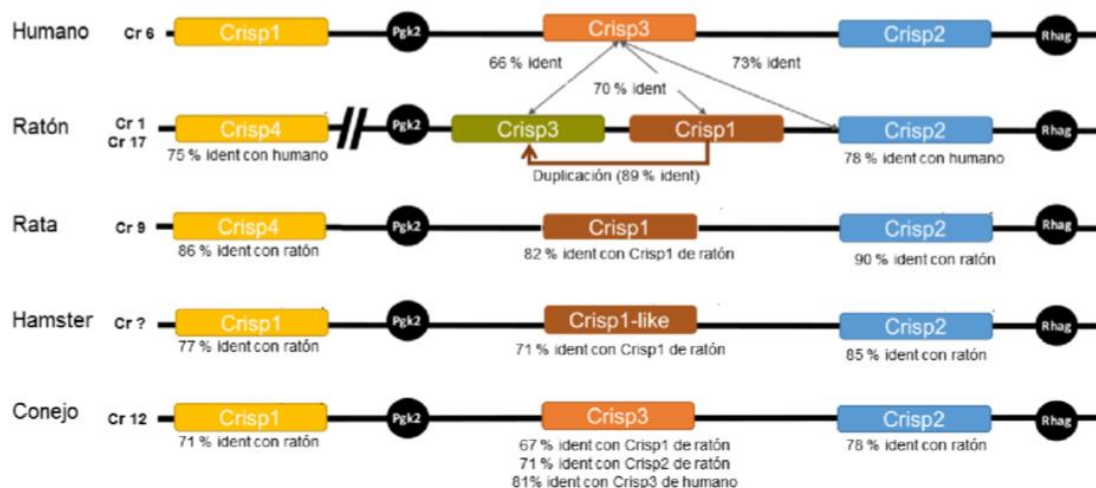 Humano Cr 6 Crisp1 Pgk2 Crisp3 Crisp2 Rhag
66 % ident 70 % ident 73% ident
Ratón Cr 1 Cr 17 Crisp4 Pgk2 Crisp3 Crisp1 Crisp2 Rhag
75 % ident con humano 78 % ident con humano
Duplicación (89 % ident)
Rata Cr 9 Crisp4 Pgk2 Crisp1 Crisp2 Rhag
86 % ident con ratón 82 % ident con Crisp1 de ratón 90 % ident con ratón
Hamster Cr ? Crisp1 Pgk2 Crisp1-like Crisp2 Rhag
77 % ident con ratón 71 % ident con Crisp1 de ratón 85 % ident con ratón
Conejo Cr 12 Crisp1 Pgk2 Crisp3 Crisp2 Rhag
71 % ident con ratón 67 % ident con Crisp1 de ratón 78 % ident con ratón
71 % ident con Crisp2 de ratón
81% ident con Crisp3 de humano